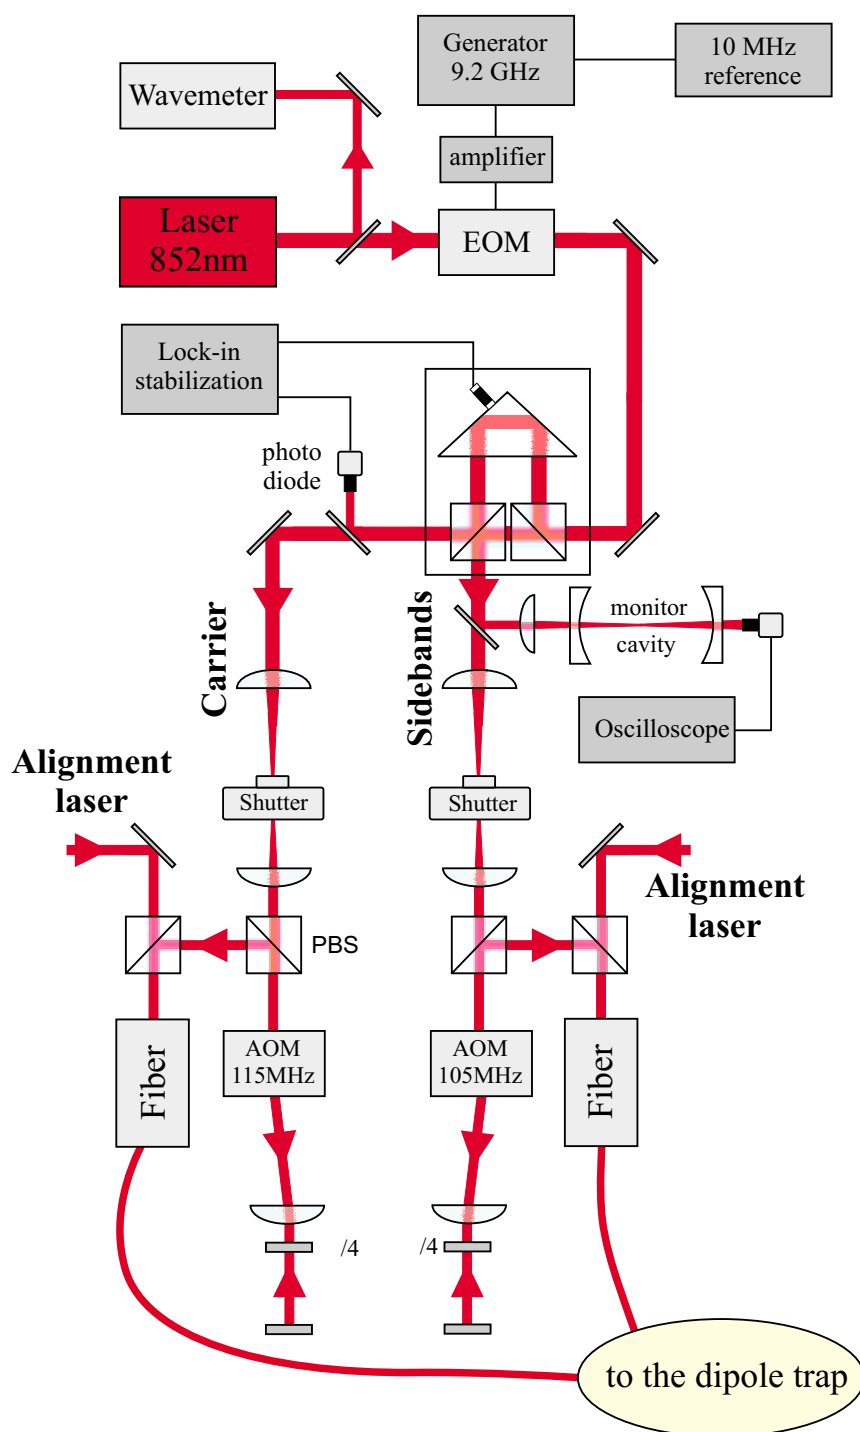 Generator
9.2 GHz
10 MHz
reference
Wavemeter
amplifier
Laser
852nm
EOM
Lock-in
stabilization
photo
diode
monitor
cavity
Carrier
Sidebands
Oscilloscope
Alignment
laser
Shutter
Shutter
Alignment
laser
PBS
AOM
115MHz
AOM
105MHz
Fiber
Fiber
/4
/4
to the dipole trap